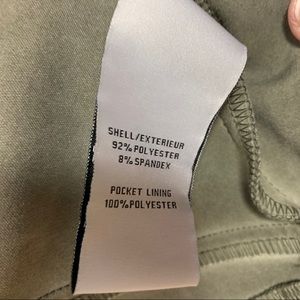 SHELL/EXTERIEUR
92% POLYESTER
8% SPANDEX
POCKET LINING
100% POLYESTER